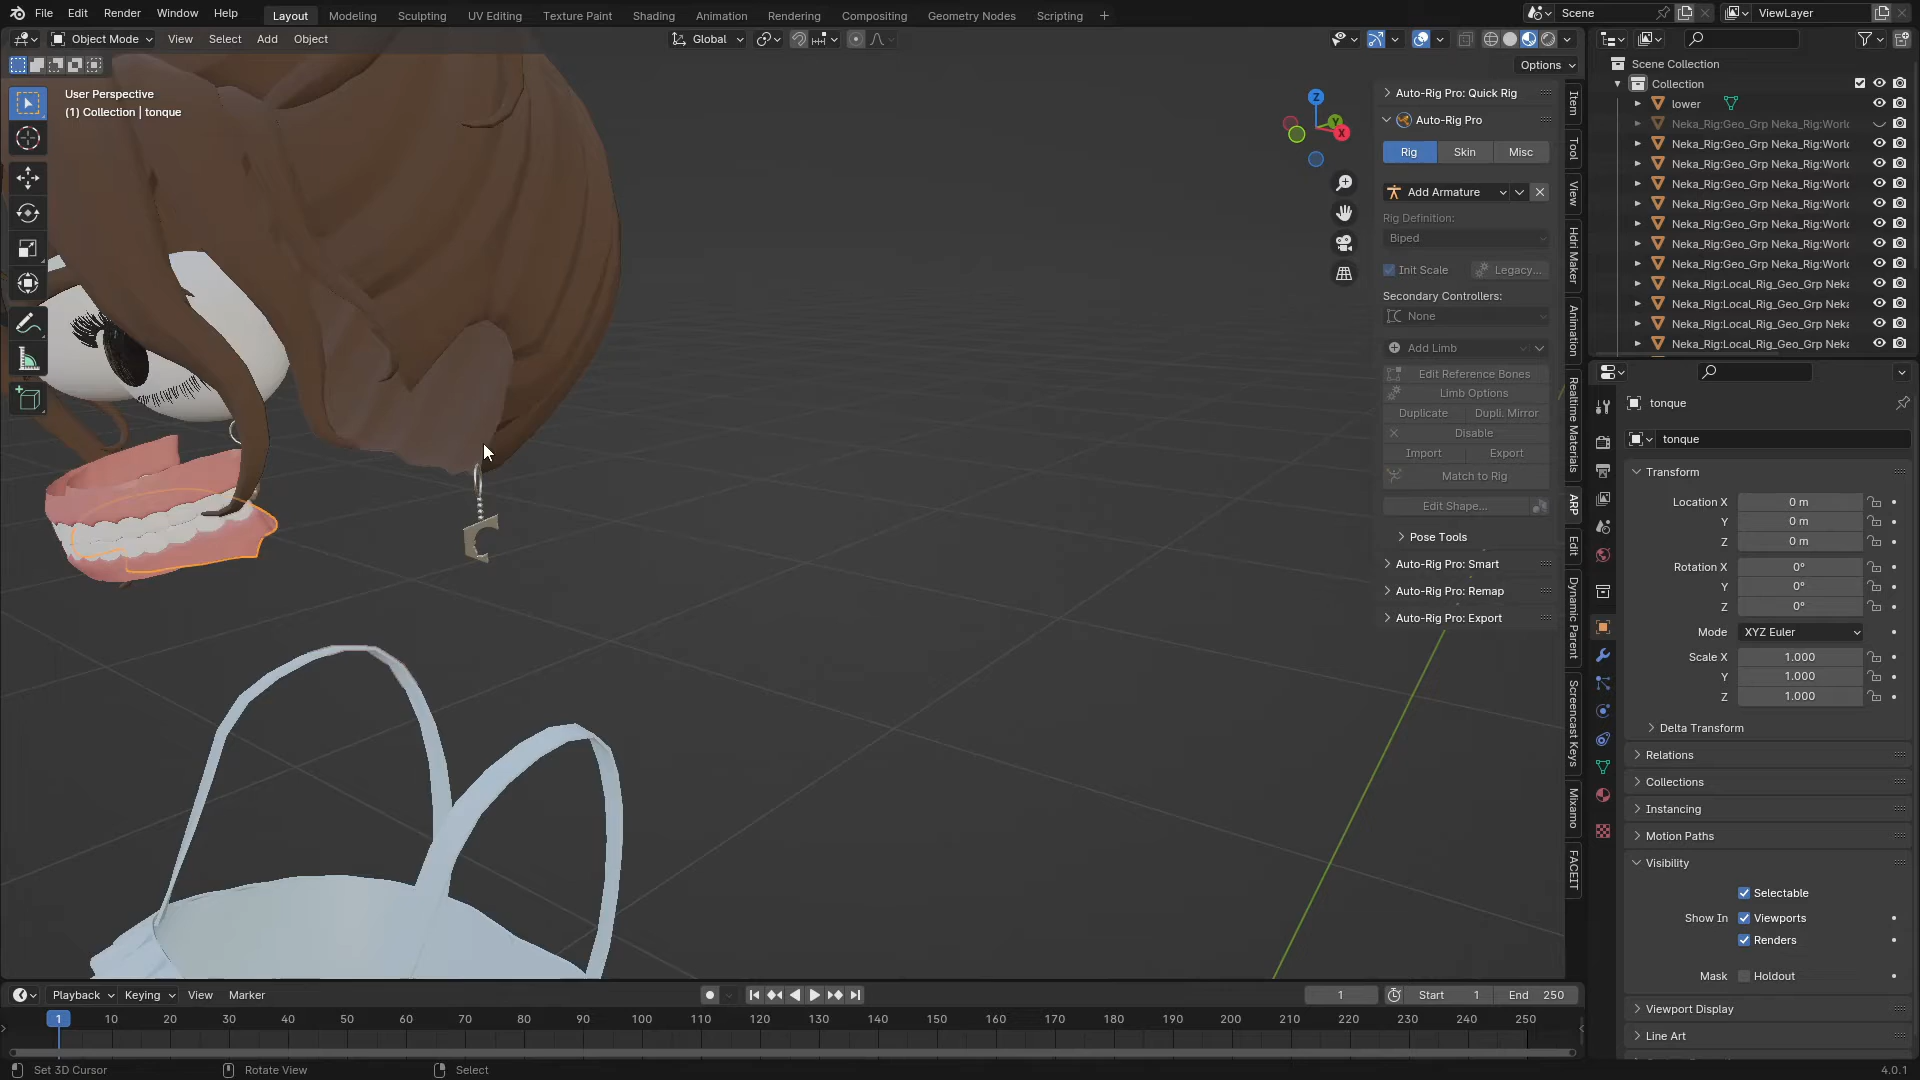 File Edit Render Window Help Layout Modeling Sculpting UV Editing Texture Paint Shading Animation Rendering Compositing Geometry Nodes Scripting Scene ViewLayer
Object Mode View Select Add Object Global
Options
User Perspective
(1) Collection | tonque
Z
Y
X
Auto-Rig Pro: Quick Rig
Auto-Rig Pro
Rig Skin Misc
Add Armature
Rig Definition:
Biped
Init Scale Legacy...
Secondary Controllers:
None
Add Limb
Edit Reference Bones
Limb Options
Duplicate Dupli. Mirror
Disable
Import Export
Match to Rig
Edit Shape...
Pose Tools
Auto-Rig Pro: Smart
Auto-Rig Pro: Remap
Auto-Rig Pro: Export
Item
Tool
View
Hdri Maker
Animation
Realtime Materials
ARP
Edit
Dynamic Parent
Screencast Keys
Mixamo
FACEIT
Scene Collection
Collection
lower
Neka_Rig:Geo_Grp Neka_Rig:World
Neka_Rig:Geo_Grp Neka_Rig:World
Neka_Rig:Geo_Grp Neka_Rig:World
Neka_Rig:Geo_Grp Neka_Rig:World
Neka_Rig:Geo_Grp Neka_Rig:World
Neka_Rig:Geo_Grp Neka_Rig:World
Neka_Rig:Geo_Grp Neka_Rig:World
Neka_Rig:Geo_Grp Neka_Rig:World
Neka_Rig:Local_Rig_Geo_Grp Neka
Neka_Rig:Local_Rig_Geo_Grp Neka
Neka_Rig:Local_Rig_Geo_Grp Neka
Neka_Rig:Local_Rig_Geo_Grp Neka
tonque
tonque
Transform
Location X 0 m
Y 0 m
Z 0 m
Rotation X 0°
Y 0°
Z 0°
Mode XYZ Euler
Scale X 1.000
Y 1.000
Z 1.000
Delta Transform
Relations
Collections
Instancing
Motion Paths
Visibility
Selectable
Show In Viewports
Renders
Mask Holdout
Viewport Display
Line Art
Playback Keying View Marker 1 Start 1 End 250
1 10 20 30 40 50 60 70 80 90 100 110 120 130 140 150 160 170 180 190 200 210 220 230 240 250
Set 3D Cursor Rotate View Select 4.0.1